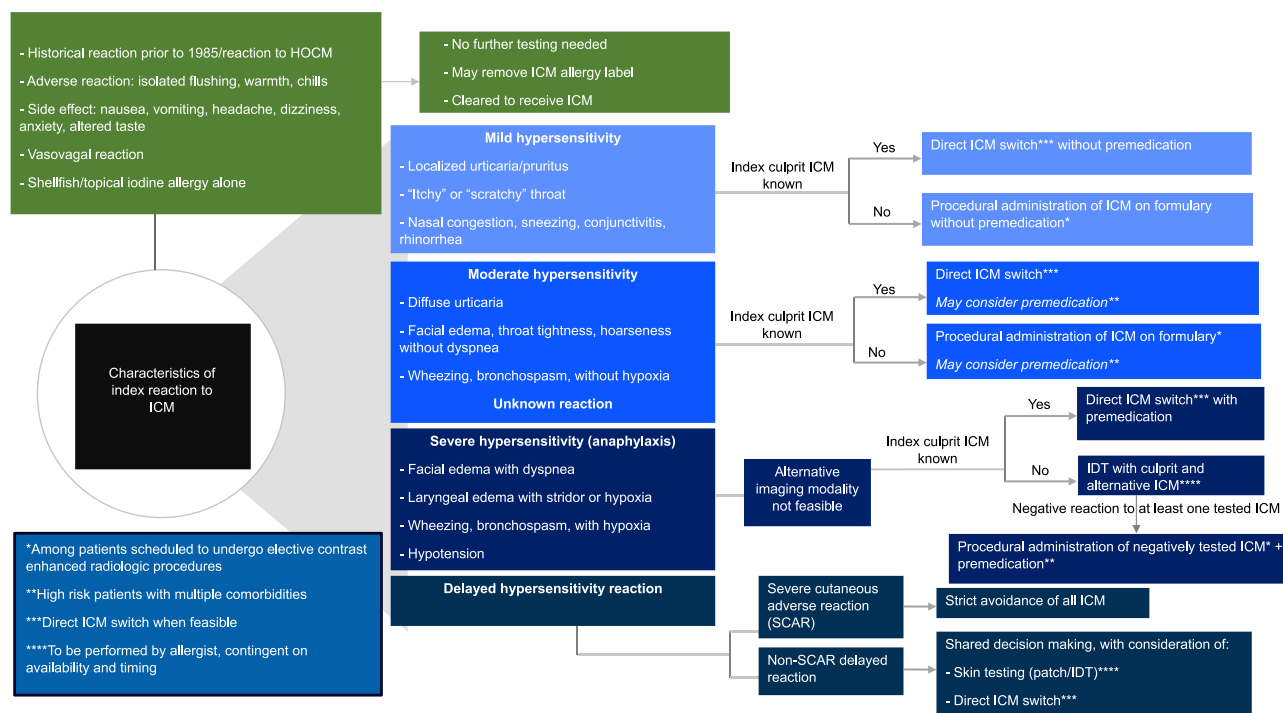 - Historical reaction prior to 1985/reaction to HOCM
- Adverse reaction: isolated flushing, warmth, chills
- Side effect: nausea, vomiting, headache, dizziness,
anxiety, altered taste
- Vasovagal reaction
- Shellfish/topical iodine allergy alone
- No further testing needed
- May remove ICM allergy label
- Cleared to receive ICM
Characteristics of
index reaction to
ICM
Mild hypersensitivity
- Localized urticaria/pruritus
- "Itchy" or "scratchy" throat
- Nasal congestion, sneezing, conjunctivitis,
rhinorrhea
Index culprit ICM
known
Yes
Direct ICM switch*** without premedication
No
Procedural administration of ICM on formulary
without premedication*
Moderate hypersensitivity
- Diffuse urticaria
- Facial edema, throat tightness, hoarseness
without dyspnea
- Wheezing, bronchospasm, without hypoxia
Unknown reaction
Index culprit ICM
known
Yes
Direct ICM switch***
May consider premedication**
No
Procedural administration of ICM on formulary*
May consider premedication**
Severe hypersensitivity (anaphylaxis)
- Facial edema with dyspnea
- Laryngeal edema with stridor or hypoxia
- Wheezing, bronchospasm, with hypoxia
- Hypotension
Alternative
imaging modality
not feasible
Index culprit ICM
known
Yes
Direct ICM switch*** with
premedication
No
IDT with culprit and
alternative ICM****
Negative reaction to at least one tested ICM
Procedural administration of negatively tested ICM* +
premedication**
Delayed hypersensitivity reaction
Severe cutaneous
adverse reaction
(SCAR)
Strict avoidance of all ICM
Non-SCAR delayed
reaction
Shared decision making, with consideration of:
- Skin testing (patch/IDT)****
- Direct ICM switch***
*Among patients scheduled to undergo elective contrast
enhanced radiologic procedures
**High risk patients with multiple comorbidities
***Direct ICM switch when feasible
****To be performed by allergist, contingent on
availability and timing